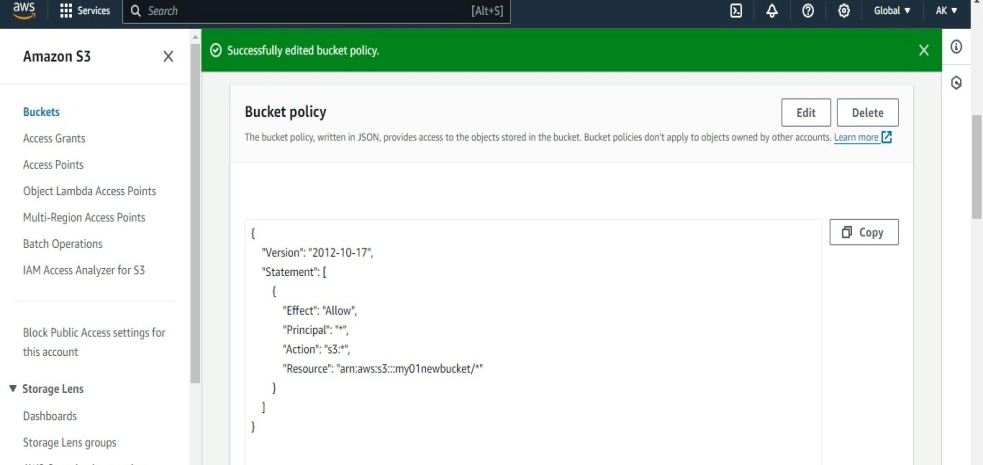 aws
Services
Search
[Alt+S]
Global ▼
AK ▼
Amazon S3
Buckets
Access Grants
Access Points
Object Lambda Access Points
Multi-Region Access Points
Batch Operations
IAM Access Analyzer for S3
Block Public Access settings for
this account
▼ Storage Lens
Dashboards
Storage Lens groups
Successfully edited bucket policy.
Bucket policy
Edit
Delete
The bucket policy, written in JSON, provides access to the objects stored in the bucket. Bucket policies don't apply to objects owned by other accounts. Learn more
Copy
{
"Version": "2012-10-17",
"Statement": [
{
"Effect": "Allow",
"Principal": "*",
"Action": "s3:*",
"Resource": "arn:aws:s3:::my01newbucket/*"
}
]
}